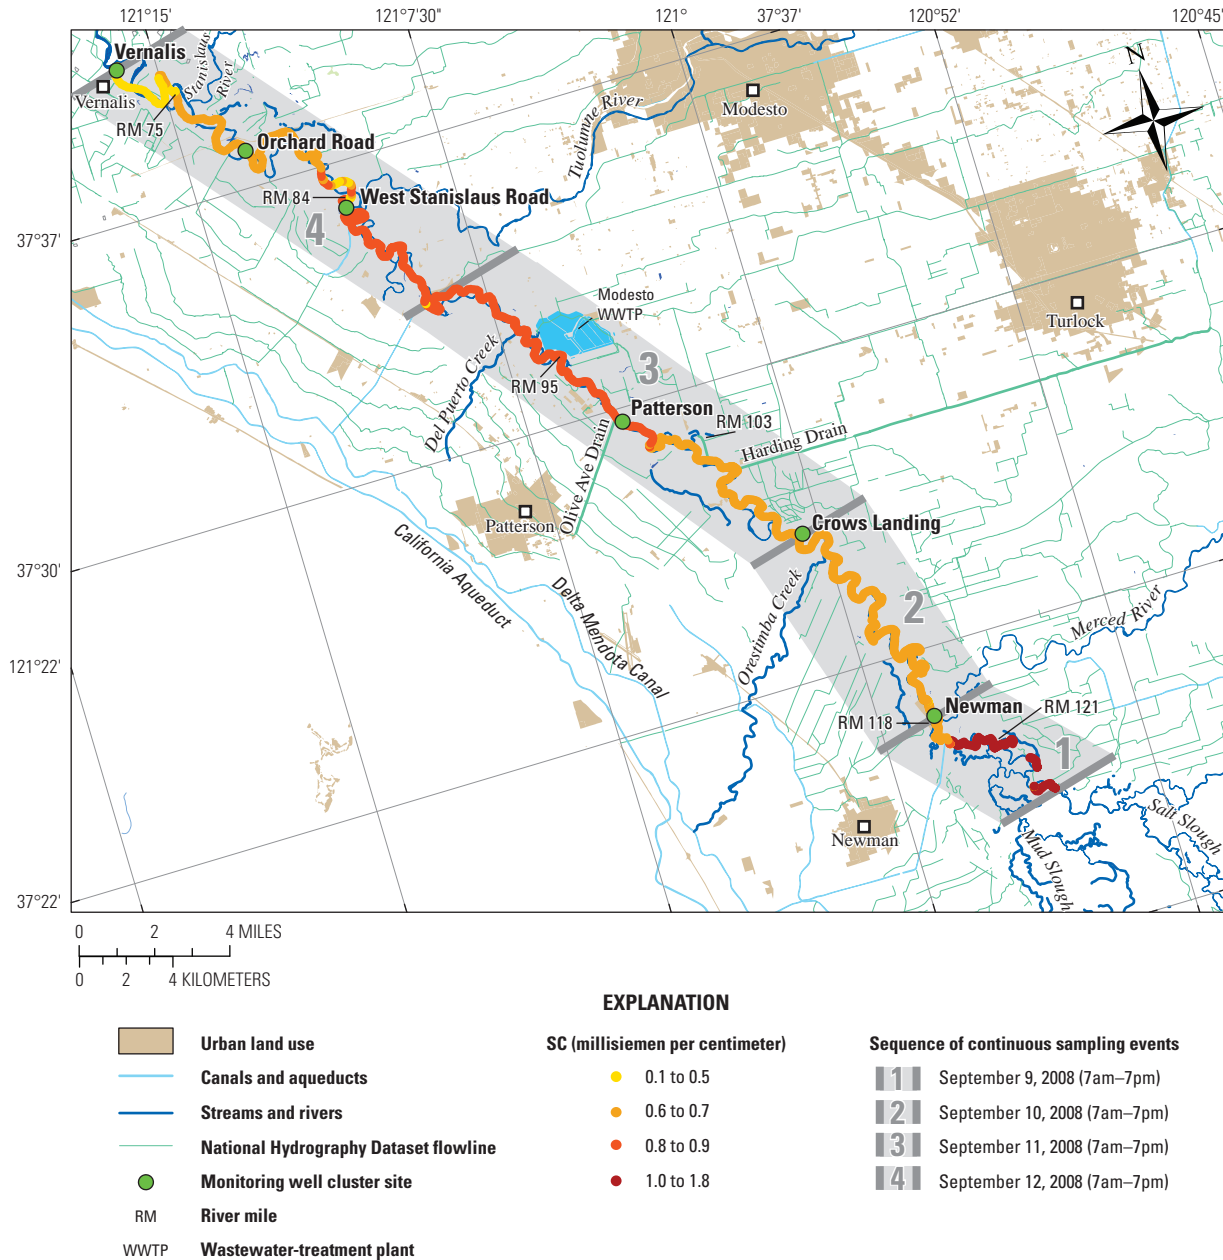 121°15'
121°7'30"
121°
37°37'
120°52'
120°45'
Vernalis
Stanislaus
River
Vernalis
RM 75
Orchard Road
Tuolumne River
Modesto
N
RM 84
West Stanislaus Road
4
37°37'
Modesto
WWTP
Turlock
Del Puerto Creek
RM 95
3
Patterson
RM 103
Harding Drain
Olive Ave Drain
Patterson
Crows Landing
California Aqueduct
37°30'
Delta Mendota Canal
Orestimba Creek
2
Merced River
121°22'
Newman
RM 118
RM 121
1
Salt Slough
Newman
Mud Slough
37°22'
0 2 4 MILES
0 2 4 KILOMETERS
EXPLANATION
Urban land use
Canals and aqueducts
Streams and rivers
National Hydrography Dataset flowline
Monitoring well cluster site
RM River mile
WWTP Wastewater-treatment plant
SC (millisiemen per centimeter)
0.1 to 0.5
0.6 to 0.7
0.8 to 0.9
1.0 to 1.8
Sequence of continuous sampling events
1 September 9, 2008 (7am–7pm)
2 September 10, 2008 (7am–7pm)
3 September 11, 2008 (7am–7pm)
4 September 12, 2008 (7am–7pm)